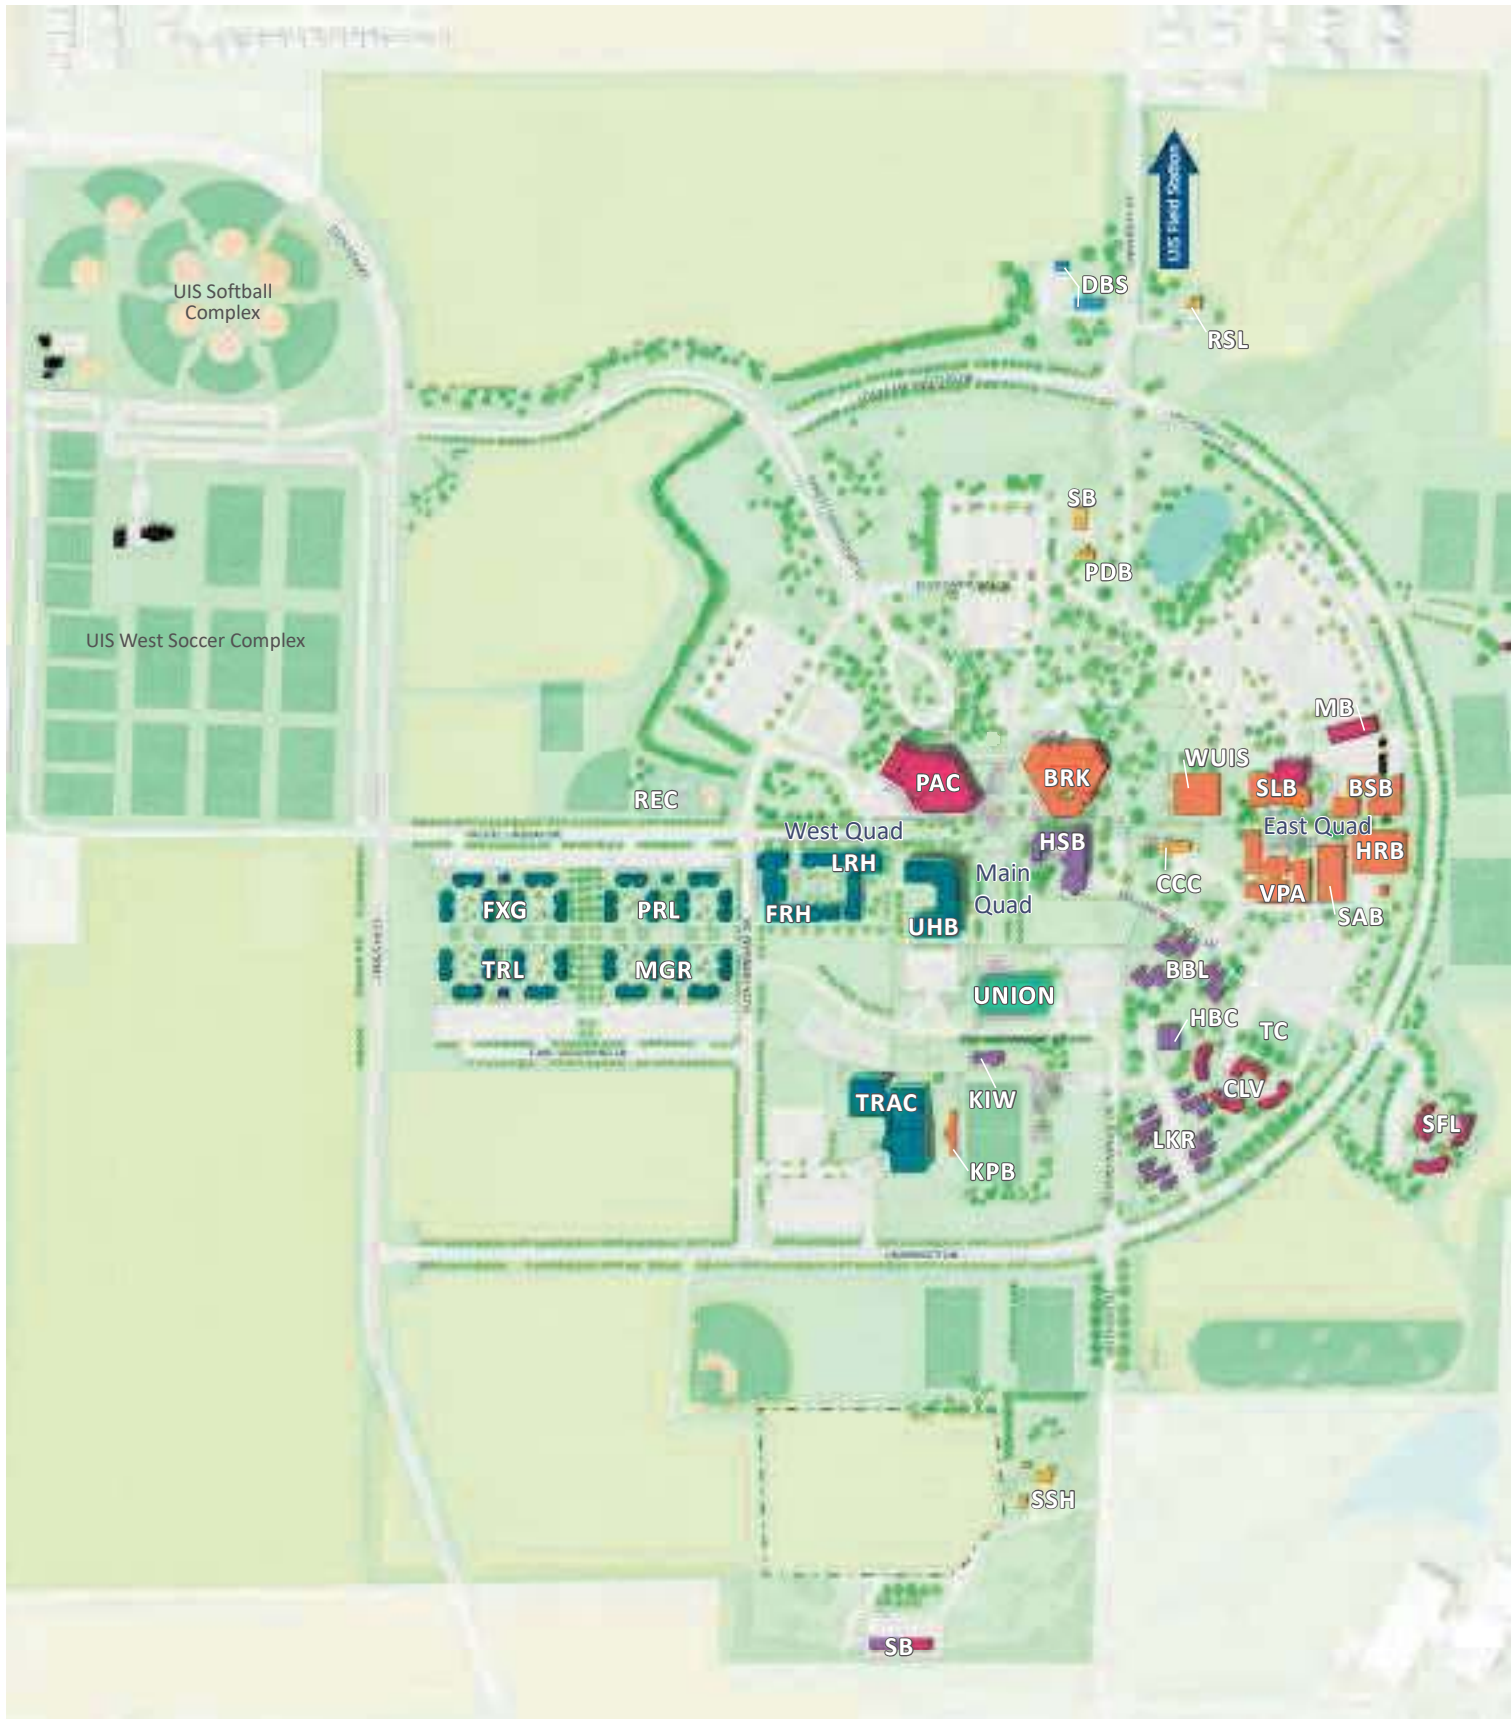 UIS Field Station
UIS Softball
Complex
DBS
RSL
SB
PDB
UIS West Soccer Complex
MB
WUIS
PAC
BRK
SLB
BSB
REC
West Quad
East Quad
HSB
HRB
LRH
Main
Quad
CCC
VPA
FXG
PRL
FRH
UHB
SAB
TRL
MGR
BBL
UNION
HBC
TC
CLV
TRAC
KIW
SFL
LKR
KPB
SSH
SB